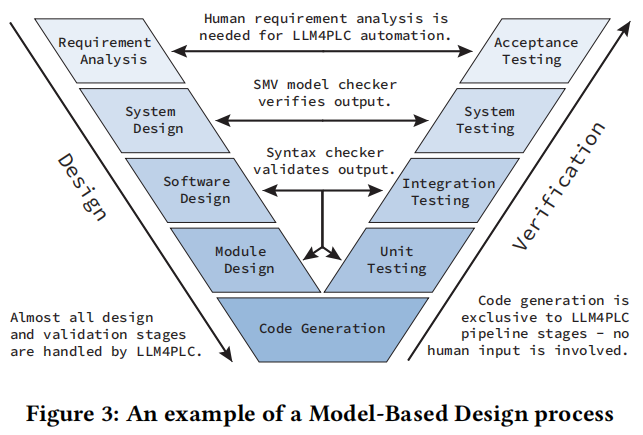 Human requirement analysis is
needed for LLM4PLC automation.
Requirement
Analysis
Acceptance
Testing
SMV model checker
verifies output.
System
Design
System
Testing
Syntax checker
validates output.
Software
Design
Integration
Testing
Design
Verification
Module
Design
Unit
Testing
Almost all design
and validation stages
are handled by LLM4PLC.
Code Generation
Code generation is
exclusive to LLM4PLC
pipeline stages – no
human input is involved.
Figure 3: An example of a Model-Based Design process